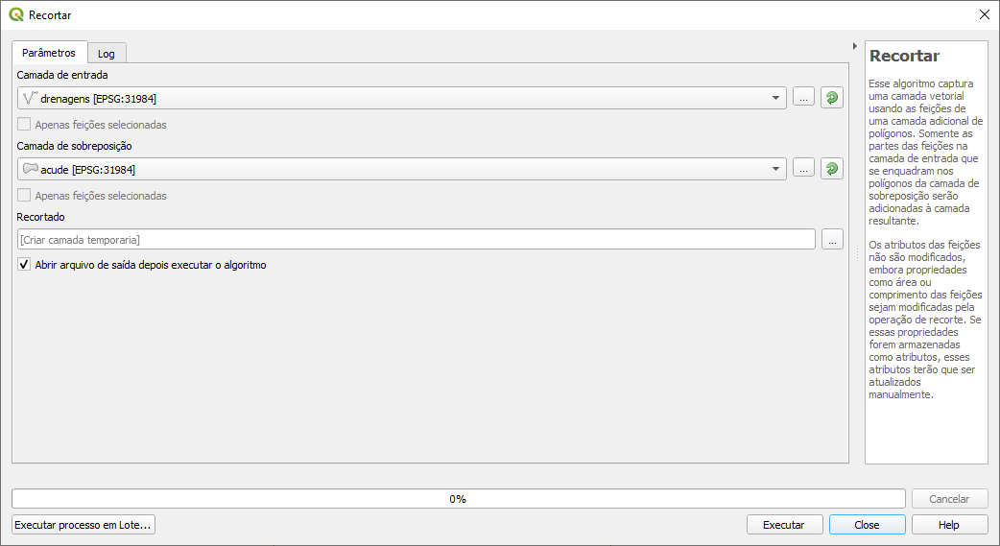 Recortar
Parâmetros
Log
Camada de entrada
drenagens [EPSG:31984]
...
Apenas feições selecionadas
Camada de sobreposição
acude [EPSG:31984]
...
Apenas feições selecionadas
Recortado
[Criar camada temporaria]
...
Abrir arquivo de saída depois executar o algoritmo
Recortar
Esse algoritmo captura
uma camada vetorial
usando as feições de
uma camada adicional de
polígonos. Somente as
partes das feições na
camada de entrada que
se enquadram nos
polígonos da camada de
sobreposição serão
adicionadas à camada
resultante.
Os atributos das feições
não são modificados,
embora propriedades
como área ou
comprimento das feições
sejam modificadas pela
operação de recorte. Se
essas propriedades
forem armazenadas
como atributos, esses
atributos terão que ser
atualizados
manualmente.
0%
Cancelar
Executar processo em Lote...
Executar
Close
Help